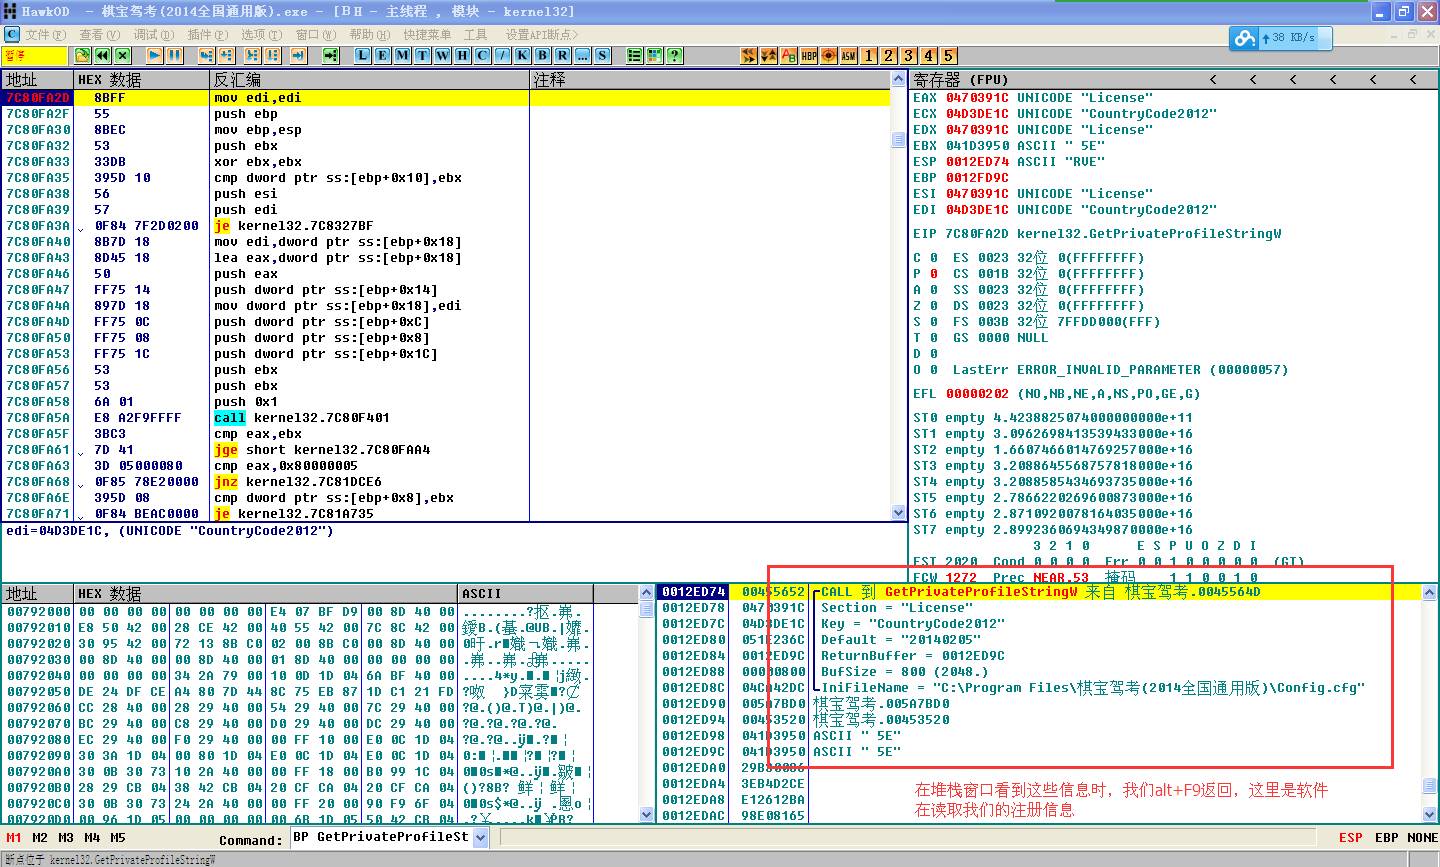 HawkOD - 棋宝驾考(2014全国通用版).exe - [BH - 主线程 , 模块 - kernel32]
C 文件(F) 查看(V) 调试(D) 插件(P) 选项(T) 窗口(W) 帮助(H) 快捷菜单 工具 设置API断点>
38 KB/s
暂停 L E M T W H C / K B R ... S ? HBP ASM 1 2 3 4 5
地址 HEX 数据 反汇编 注释
7C80FA2D 8BFF mov edi,edi
7C80FA2F 55 push ebp
7C80FA30 8BEC mov ebp,esp
7C80FA32 53 push ebx
7C80FA33 33DB xor ebx,ebx
7C80FA35 395D 10 cmp dword ptr ss:[ebp+0x10],ebx
7C80FA38 56 push esi
7C80FA39 57 push edi
7C80FA3A 0F84 7F2D0200 je kernel32.7C8327BF
7C80FA40 8B7D 18 mov edi,dword ptr ss:[ebp+0x18]
7C80FA43 8D45 18 lea eax,dword ptr ss:[ebp+0x18]
7C80FA46 50 push eax
7C80FA47 FF75 14 push dword ptr ss:[ebp+0x14]
7C80FA4A 897D 18 mov dword ptr ss:[ebp+0x18],edi
7C80FA4D FF75 0C push dword ptr ss:[ebp+0xC]
7C80FA50 FF75 08 push dword ptr ss:[ebp+0x8]
7C80FA53 FF75 1C push dword ptr ss:[ebp+0x1C]
7C80FA56 53 push ebx
7C80FA57 53 push ebx
7C80FA58 6A 01 push 0x1
7C80FA5A E8 A2F9FFFF call kernel32.7C80F401
7C80FA5F 3BC3 cmp eax,ebx
7C80FA61 7D 41 jge short kernel32.7C80FAA4
7C80FA63 3D 05000080 cmp eax,0x80000005
7C80FA68 0F85 78E20000 jnz kernel32.7C81DCE6
7C80FA6E 395D 08 cmp dword ptr ss:[ebp+0x8],ebx
7C80FA71 0F84 BEAC0000 je kernel32.7C81A735
edi=04D3DE1C, (UNICODE "CountryCode2012")
寄存器 (FPU) < < < < < <
EAX 0470391C UNICODE "License"
ECX 04D3DE1C UNICODE "CountryCode2012"
EDX 0470391C UNICODE "License"
EBX 041D3950 ASCII " 5E"
ESP 0012ED74 ASCII "RVE"
EBP 0012FD9C
ESI 0470391C UNICODE "License"
EDI 04D3DE1C UNICODE "CountryCode2012"
EIP 7C80FA2D kernel32.GetPrivateProfileStringW
C 0 ES 0023 32位 0(FFFFFFFF)
P 0 CS 001B 32位 0(FFFFFFFF)
A 0 SS 0023 32位 0(FFFFFFFF)
Z 0 DS 0023 32位 0(FFFFFFFF)
S 0 FS 003B 32位 7FFDD000(FFF)
T 0 GS 0000 NULL
D 0
O 0 LastErr ERROR_INVALID_PARAMETER (00000057)
EFL 00000202 (NO,NB,NE,A,NS,PO,GE,G)
ST0 empty 4.4238825074000000000e+11
ST1 empty 3.0962698413539433000e+16
ST2 empty 1.6607466014769257000e+16
ST3 empty 3.2088645568757818000e+16
ST4 empty 3.2088585434693735000e+16
ST5 empty 2.7866220269600873000e+16
ST6 empty 2.8710920078164035000e+16
ST7 empty 2.8992360694349870000e+16
3 2 1 0 E S P U O Z D I
FST 2020 Cond 0 0 0 0 Err 0 0 1 0 0 0 0 0 (GT)
FCW 1272 Prec NEAR,53 掩码 1 1 0 0 1 0
地址 HEX 数据 ASCII
00792000 00 00 00 00 00 00 00 00 E4 07 BF D9 00 8D 40 00
00792010 E8 50 42 00 28 CE 42 00 40 55 42 00 7C 8C 42 00
00792020 30 95 42 00 72 13 8B C0 02 00 8B C0 00 8D 40 00
00792030 00 8D 40 00 00 8D 40 00 01 8D 40 00 00 00 00 00
00792040 00 00 00 00 34 2A 79 00 10 0D 1D 04 6A BF 40 00
00792050 DE 24 DF CE A4 80 7D 44 8C 75 EB 87 1D C1 21 FD
00792060 CC 28 40 00 28 29 40 00 54 29 40 00 7C 29 40 00
00792070 BC 29 40 00 C8 29 40 00 D0 29 40 00 DC 29 40 00
00792080 EC 29 40 00 F0 29 40 00 00 FF 10 00 E0 0C 1D 04
00792090 30 3A 1D 04 00 80 1D 04 E0 0C 1D 04 E0 0C 1D 04
007920A0 30 0B 30 73 10 2A 40 00 00 FF 18 00 B0 99 1C 04
007920B0 28 29 CB 04 38 42 CB 04 20 CF CA 04 20 CF CA 04
007920C0 30 0B 30 73 24 2A 40 00 00 FF 20 00 90 F9 6F 04
007920D0 00 96 1D 05 00 00 00 00 6B 1D 05 50 42 CB 04
0012ED74 00455652 CALL 到 GetPrivateProfileStringW 来自 棋宝驾考.0045564D
0012ED78 0470391C Section = "License"
0012ED7C 04D3DE1C Key = "CountryCode2012"
0012ED80 051E236C Default = "20140205"
0012ED84 0012ED9C ReturnBuffer = 0012ED9C
0012ED88 00000800 BufSize = 800 (2048.)
0012ED8C 04CA42DC IniFileName = "C:\Program Files\棋宝驾考(2014全国通用版)\Config.cfg"
0012ED90 005A7BD0 棋宝驾考.005A7BD0
0012ED94 00453520 棋宝驾考.00453520
0012ED98 041D3950 ASCII " 5E"
0012ED9C 041D3950 ASCII " 5E"
0012EDA0 29B38086
0012EDA4 3EB4D2CE
0012EDA8 E12612BA
0012EDAC 98E08165
在堆栈窗口看到这些信息时，我们alt+F9返回，这里是软件
在读取我们的注册信息
M1 M2 M3 M4 M5 Command: BP GetPrivateProfileSt ESP EBP NONE
断点位于 kernel32.GetPrivateProfileStringW